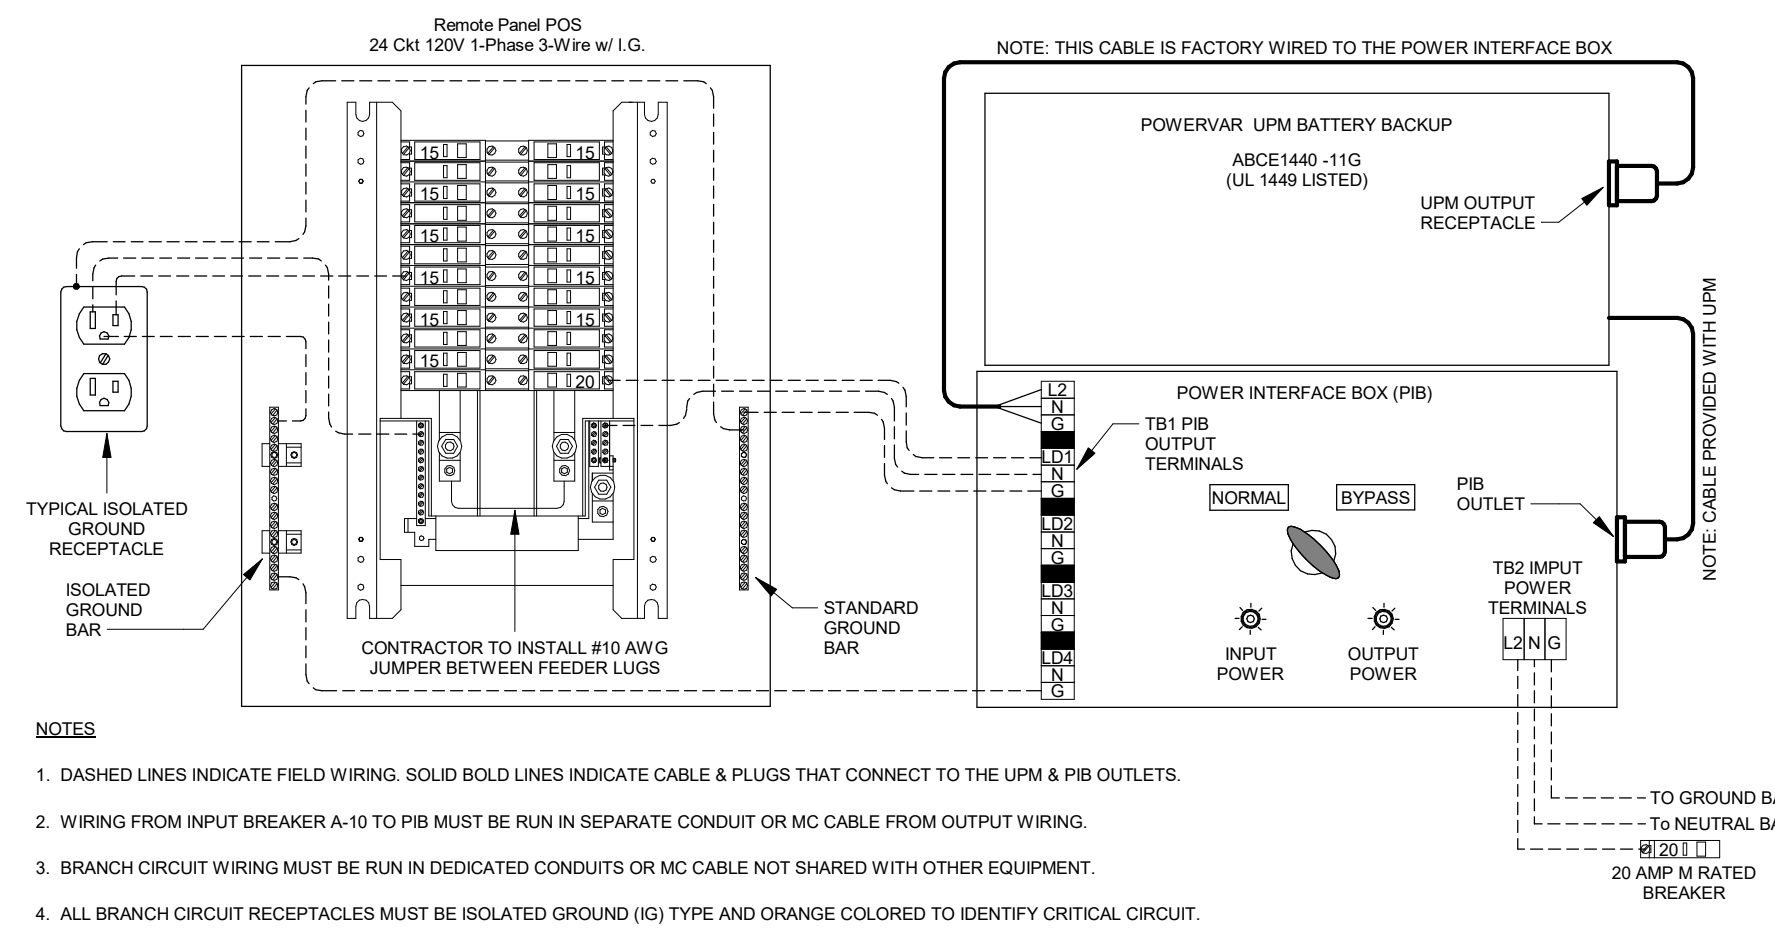 Remote Panel POS
24 Ckt 120V 1-Phase 3-Wire w/ I.G.
NOTE: THIS CABLE IS FACTORY WIRED TO THE POWER INTERFACE BOX
POWERVAR UPM BATTERY BACKUP
ABCE1440 -11G
(UL 1449 LISTED)
UPM OUTPUT
RECEPTACLE
NOTE: CABLE PROVIDED WITH UPM
15 15
15 15
15 15
15 15
15 15
15
20
TYPICAL ISOLATED
GROUND
RECEPTACLE
ISOLATED
GROUND
BAR
CONTRACTOR TO INSTALL #10 AWG
JUMPER BETWEEN FEEDER LUGS
STANDARD
GROUND
BAR
POWER INTERFACE BOX (PIB)
L2
N
G
LD1
N
G
LD2
N
G
LD3
N
G
LD4
N
G
TB1 PIB
OUTPUT
TERMINALS
NORMAL
BYPASS
PIB
OUTLET
INPUT
POWER
OUTPUT
POWER
TB2 IMPUT
POWER
TERMINALS
L2 N G
TO GROUND BA
To NEUTRAL BA
20
20 AMP M RATED
BREAKER
NOTES
1. DASHED LINES INDICATE FIELD WIRING. SOLID BOLD LINES INDICATE CABLE & PLUGS THAT CONNECT TO THE UPM & PIB OUTLETS.
2. WIRING FROM INPUT BREAKER A-10 TO PIB MUST BE RUN IN SEPARATE CONDUIT OR MC CABLE FROM OUTPUT WIRING.
3. BRANCH CIRCUIT WIRING MUST BE RUN IN DEDICATED CONDUITS OR MC CABLE NOT SHARED WITH OTHER EQUIPMENT.
4. ALL BRANCH CIRCUIT RECEPTACLES MUST BE ISOLATED GROUND (IG) TYPE AND ORANGE COLORED TO IDENTIFY CRITICAL CIRCUIT.